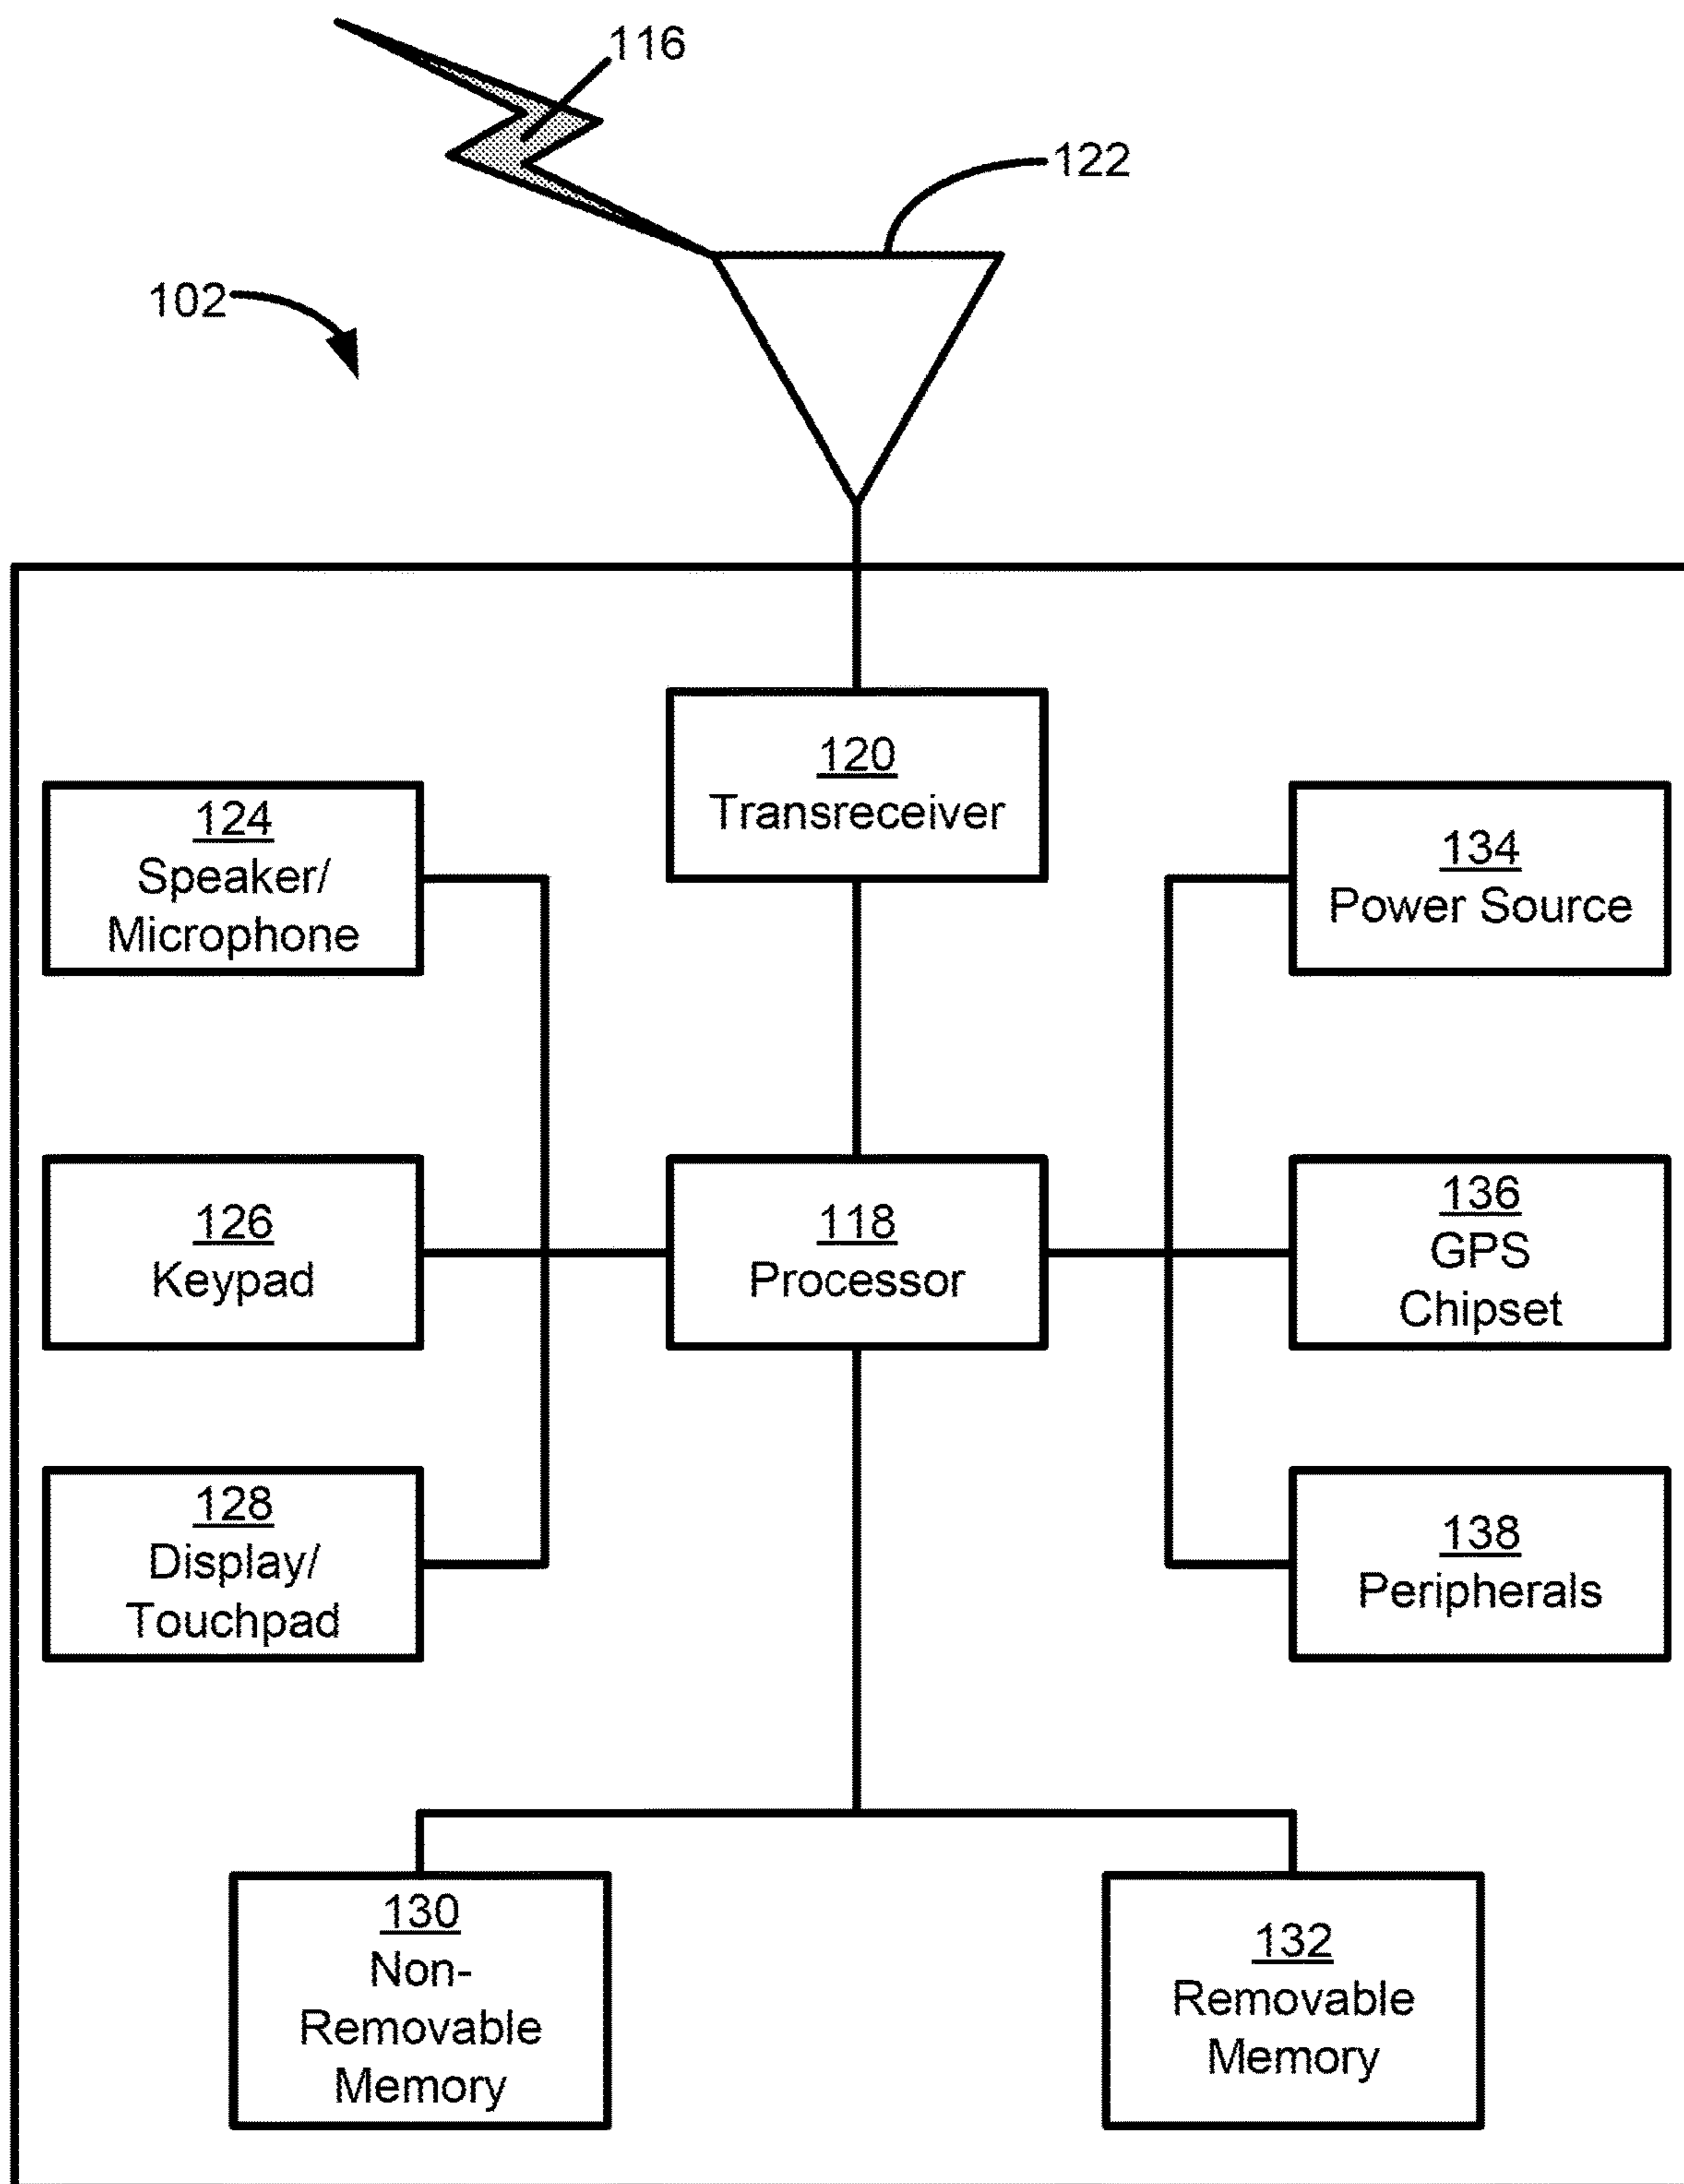 116
122
102
120
Transreceiver
124
Speaker/
Microphone
134
Power Source
126
Keypad
118
Processor
136
GPS
Chipset
128
Display/
Touchpad
138
Peripherals
130
Non-
Removable
Memory
132
Removable
Memory